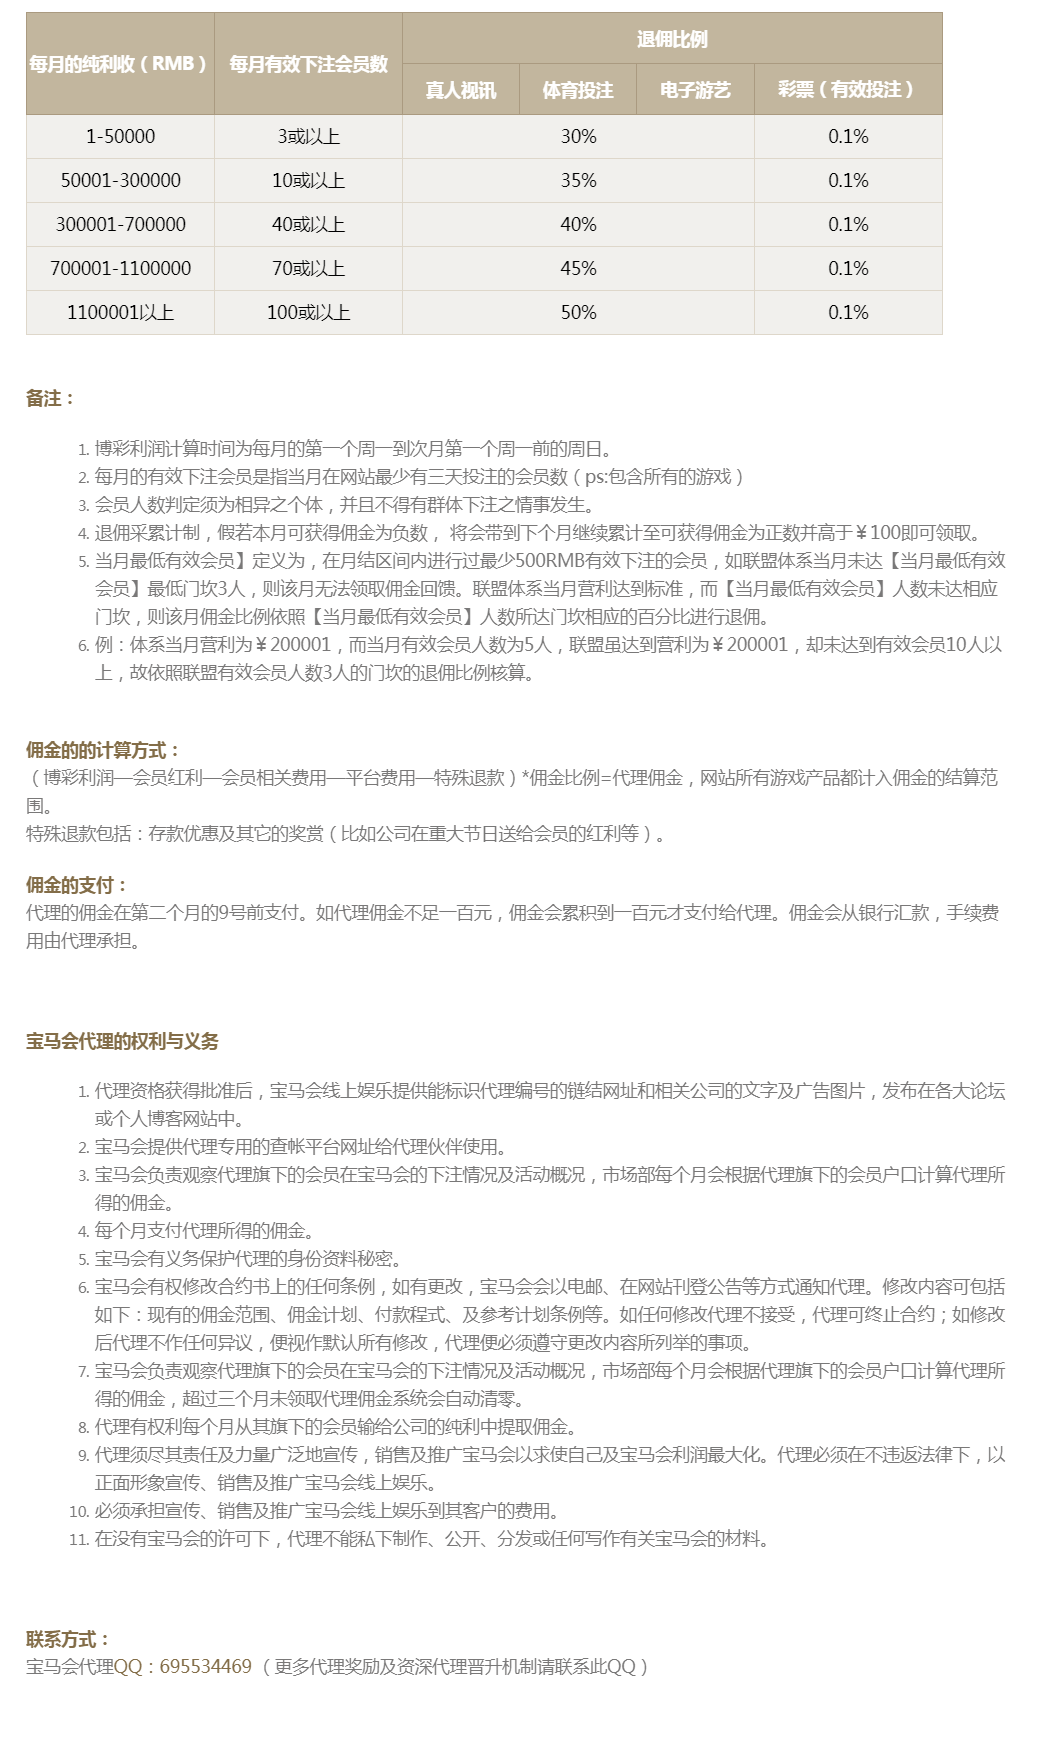 每月的纯利收（RMB） 每月有效下注会员数 退佣比例
真人视讯 体育投注 电子游艺 彩票（有效投注）
1-50000 3或以上 30% 0.1%
50001-300000 10或以上 35% 0.1%
300001-700000 40或以上 40% 0.1%
700001-1100000 70或以上 45% 0.1%
1100001以上 100或以上 50% 0.1%
备注：
1. 博彩利润计算时间为每月的第一个周一到次月第一个周一前的周日。
2. 每月的有效下注会员是指当月在网站最少有三天投注的会员数（ps:包含所有的游戏）
3. 会员人数判定须为相异之个体，并且不得有群体下注之情事发生。
4. 退佣采累计制，假若本月可获得佣金为负数， 将会带到下个月继续累计至可获得佣金为正数并高于￥100即可领取。
5. 当月最低有效会员】定义为，在月结区间内进行过最少500RMB有效下注的会员，如联盟体系当月未达【当月最低有效
会员】最低门坎3人，则该月无法领取佣金回馈。联盟体系当月营利达到标准，而【当月最低有效会员】人数未达相应
门坎，则该月佣金比例依照【当月最低有效会员】人数所达门坎相应的百分比进行退佣。
6. 例：体系当月营利为￥200001，而当月有效会员人数为5人，联盟虽达到营利为￥200001，却未达到有效会员10人以
上，故依照联盟有效会员人数3人的门坎的退佣比例核算。
佣金的的计算方式：
（博彩利润—会员红利—会员相关费用—平台费用—特殊退款）*佣金比例=代理佣金，网站所有游戏产品都计入佣金的结算范
围。
特殊退款包括：存款优惠及其它的奖赏（比如公司在重大节日送给会员的红利等）。
佣金的支付：
代理的佣金在第二个月的9号前支付。如代理佣金不足一百元，佣金会累积到一百元才支付给代理。佣金会从银行汇款，手续费
用由代理承担。
宝马会代理的权利与义务
1. 代理资格获得批准后，宝马会线上娱乐提供能标识代理编号的链结网址和相关公司的文字及广告图片，发布在各大论坛
或个人博客网站中。
2. 宝马会提供代理专用的查帐平台网址给代理伙伴使用。
3. 宝马会负责观察代理旗下的会员在宝马会的下注情况及活动概况，市场部每个月会根据代理旗下的会员户口计算代理所
得的佣金。
4. 每个月支付代理所得的佣金。
5. 宝马会有义务保护代理的身份资料秘密。
6. 宝马会有权修改合约书上的任何条例，如有更改，宝马会会以电邮、在网站刊登公告等方式通知代理。修改内容可包括
如下：现有的佣金范围、佣金计划、付款程式、及参考计划条例等。如任何修改代理不接受，代理可终止合约；如修改
后代理不作任何异议，便视作默认所有修改，代理便必须遵守更改内容所列举的事项。
7. 宝马会负责观察代理旗下的会员在宝马会的下注情况及活动概况，市场部每个月会根据代理旗下的会员户口计算代理所
得的佣金，超过三个月未领取代理佣金系统会自动清零。
8. 代理有权利每个月从其旗下的会员输给公司的纯利中提取佣金。
9. 代理须尽其责任及力量广泛地宣传，销售及推广宝马会以求使自己及宝马会利润最大化。代理必须在不违返法律下，以
正面形象宣传、销售及推广宝马会线上娱乐。
10. 必须承担宣传、销售及推广宝马会线上娱乐到其客户的费用。
11. 在没有宝马会的许可下，代理不能私下制作、公开、分发或任何写作有关宝马会的材料。
联系方式：
宝马会代理QQ：695534469 （更多代理奖励及资深代理晋升机制请联系此QQ）